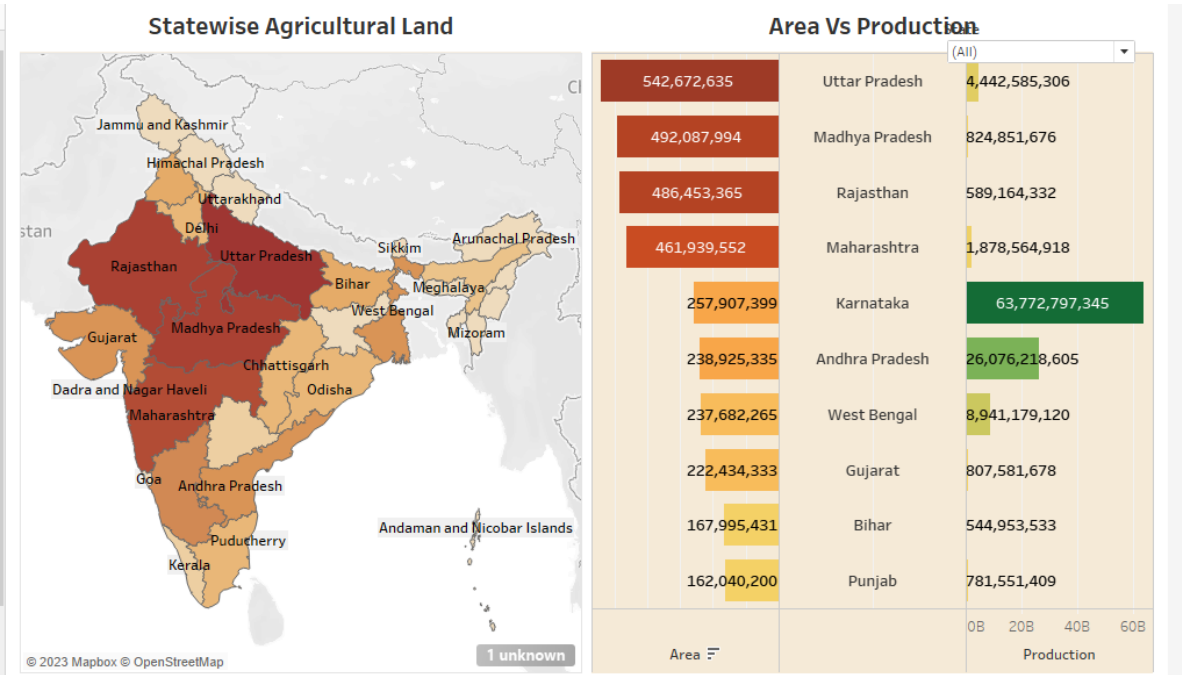 Statewise Agricultural Land
Jammu and Kashmir
Himachal Pradesh
Uttarakhand
stan
Delhi
Sikkim
Arunachal Pradesh
Rajasthan
Uttar Pradesh
Bihar
Meghalaya
West Bengal
Gujarat
Madhya Pradesh
Mizoram
Chhattisgarh
Dadra and Nagar Haveli
Odisha
Maharashtra
Goa
Andhra Pradesh
Andaman and Nicobar Islands
Puducherry
Kerala
© 2023 Mapbox © OpenStreetMap
1 unknown
Area Vs Production
State
(All)
542,672,635 Uttar Pradesh 4,442,585,306
492,087,994 Madhya Pradesh 824,851,676
486,453,365 Rajasthan 589,164,332
461,939,552 Maharashtra 1,878,564,918
257,907,399 Karnataka 63,772,797,345
238,925,335 Andhra Pradesh 26,076,218,605
237,682,265 West Bengal 8,941,179,120
222,434,333 Gujarat 807,581,678
167,995,431 Bihar 544,953,533
162,040,200 Punjab 781,551,409
0B 20B 40B 60B
Area Production